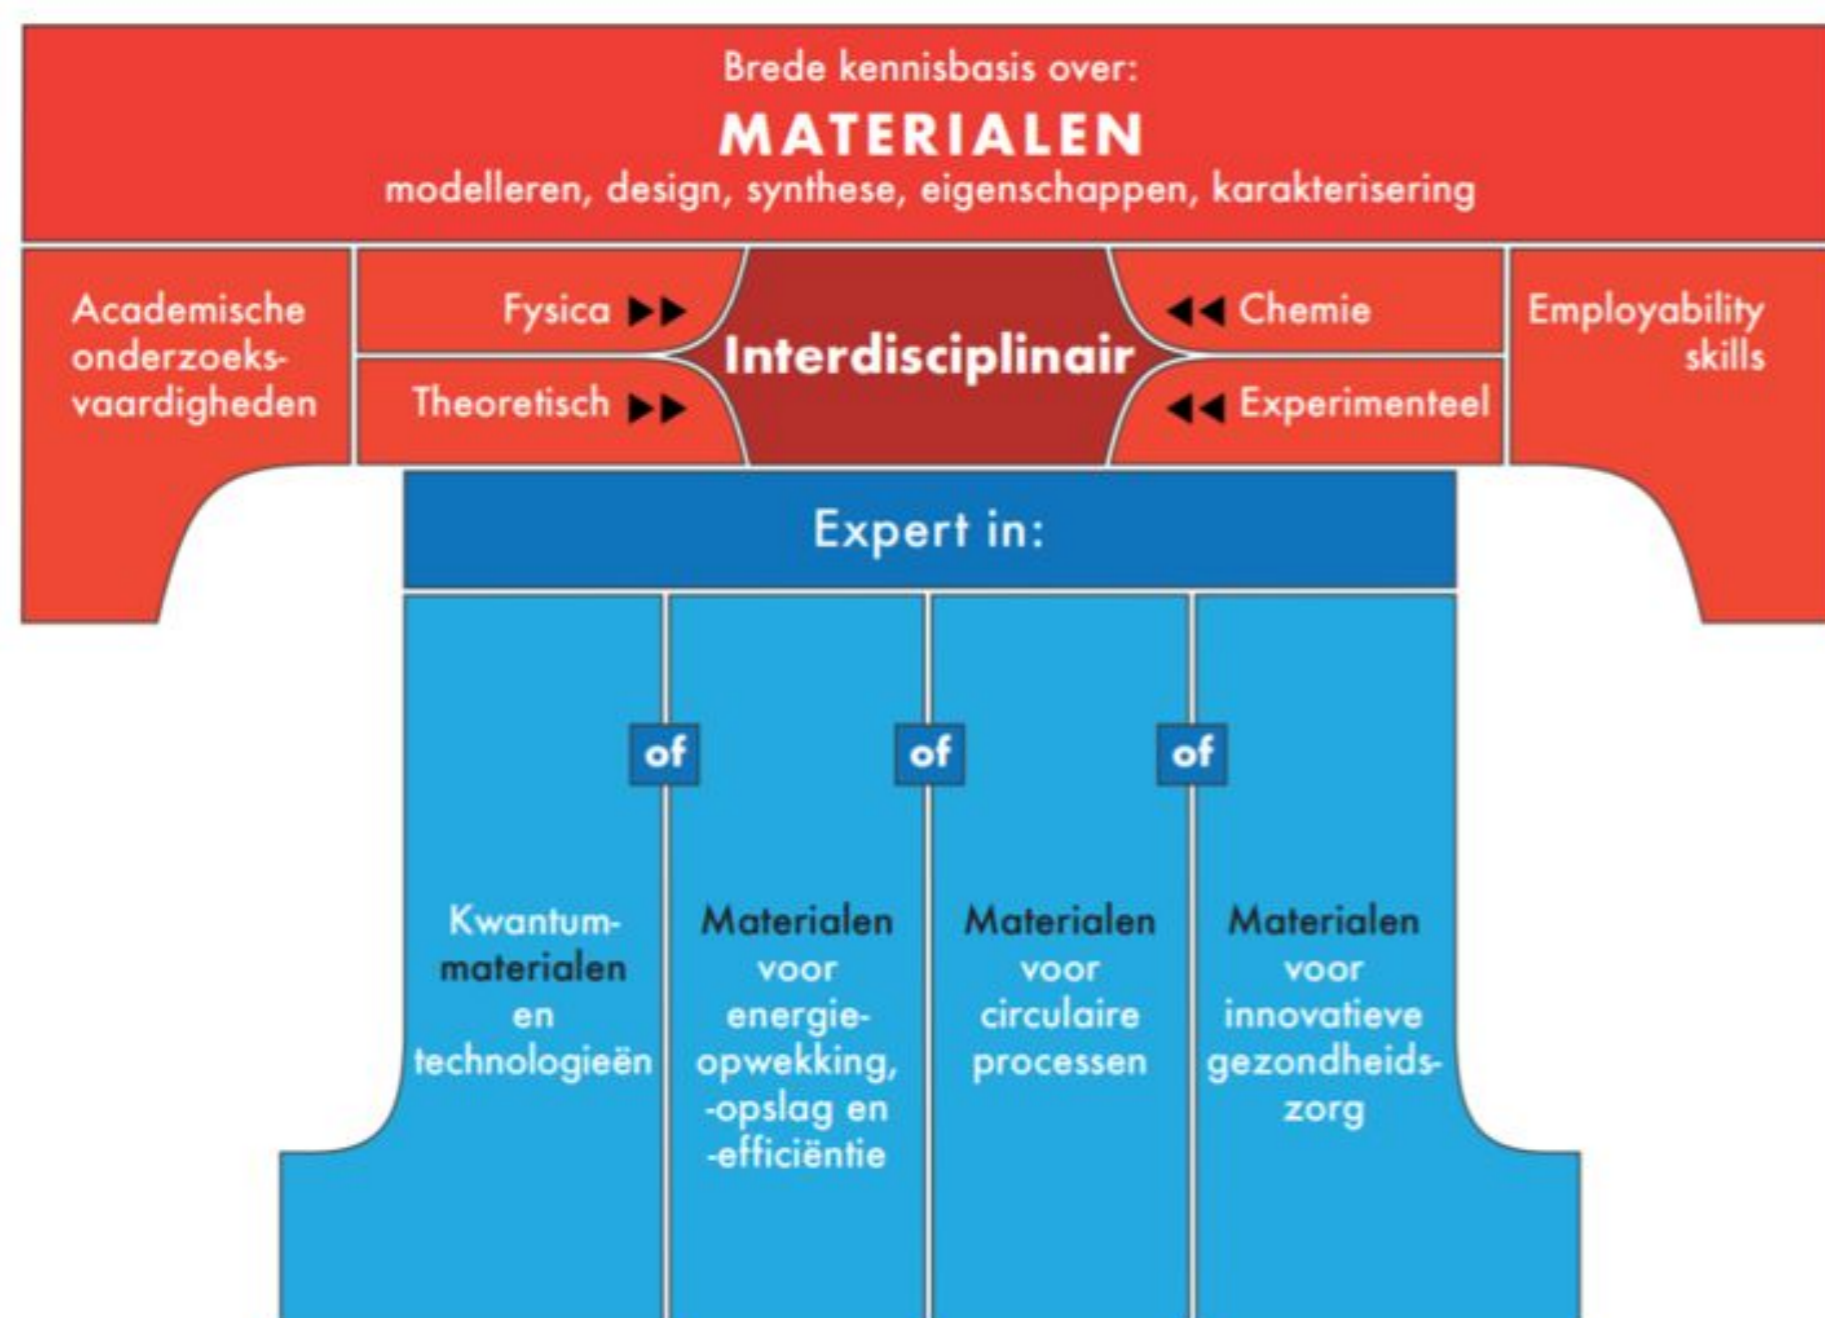 Brede kennisbasis over:
MATERIALEN
modelleren, design, synthese, eigenschappen, karakterisering
Academische
onderzoeks-
vaardigheden
Fysica
Theoretisch
Interdisciplinair
Chemie
Experimenteel
Employability
skills
Expert in:
of
of
of
Kwantum-
materialen
en
technologieën
Materialen
voor
energie-
opwekking,
-opslag en
-efficiëntie
Materialen
voor
circulaire
processen
Materialen
voor
innovatieve
gezondheids-
zorg